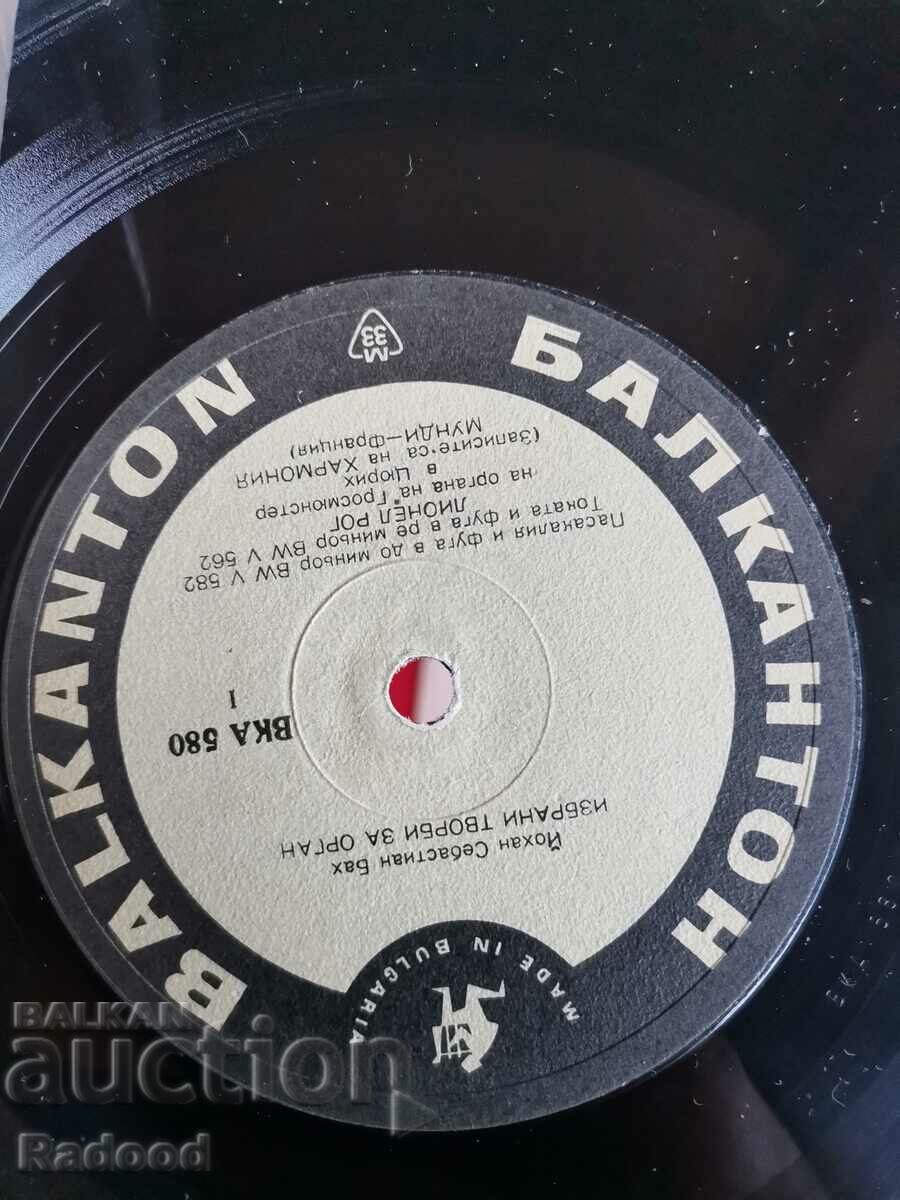 MADE IN BULGARIA
BALKANTON
БАЛКАНТОН
Йохан Себастиан Бах
ИЗБРАНИ ТВОРБИ ЗА ОРГАН
ВКА 580
I
Пасакалия и фуга в до миньор BW V 582
Токата и фуга в ре миньор BW V 562
ЛИОНЕЛ РОГ
на органа на "Гросмюнстер
в Цюрих
(Записите са на ХАРМОНИЯ
МУНДИ—Франция)
M
33
BALKAN
auction
Radood